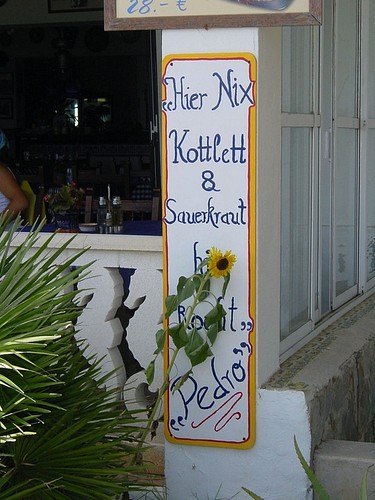 28.- €
„Hier Nix
Kottlett
&
Sauerkraut
„Pedro”